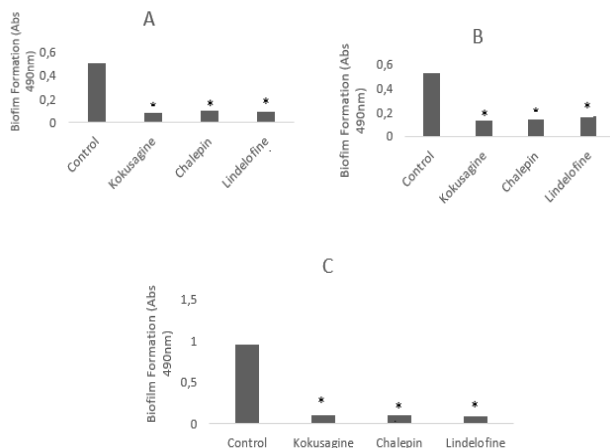 A
Biofim Formation (Abs
490nm)
0,6
0,4
0,2
0
*
*
*
Control
Kokusagine
Chalepin
Lindelofine
B
Biofim Formation (Abs
490nm)
0,6
0,4
0,2
0
*
*
*
Control
Kokusagine
Chalepin
Lindelofine
C
Biofilm Formation (Abs
490nm)
1,5
1
0,5
0
*
*
*
Control
Kokusagine
Chalepin
Lindelofine